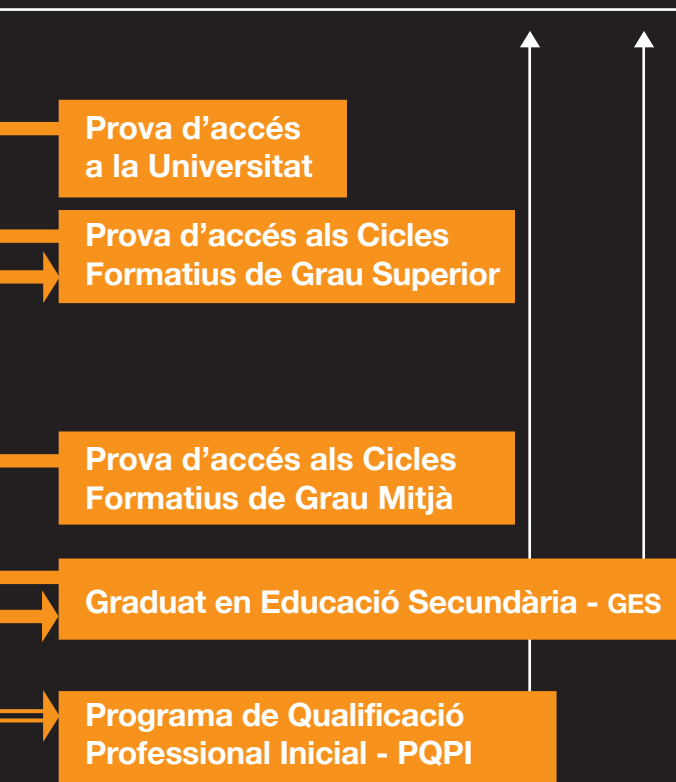 Prova d’accés
a la Universitat
Prova d’accés als Cicles
Formatius de Grau Superior
Prova d’accés als Cicles
Formatius de Grau Mitjà
Graduat en Educació Secundària - GES
Programa de Qualificació
Professional Inicial - PQPI